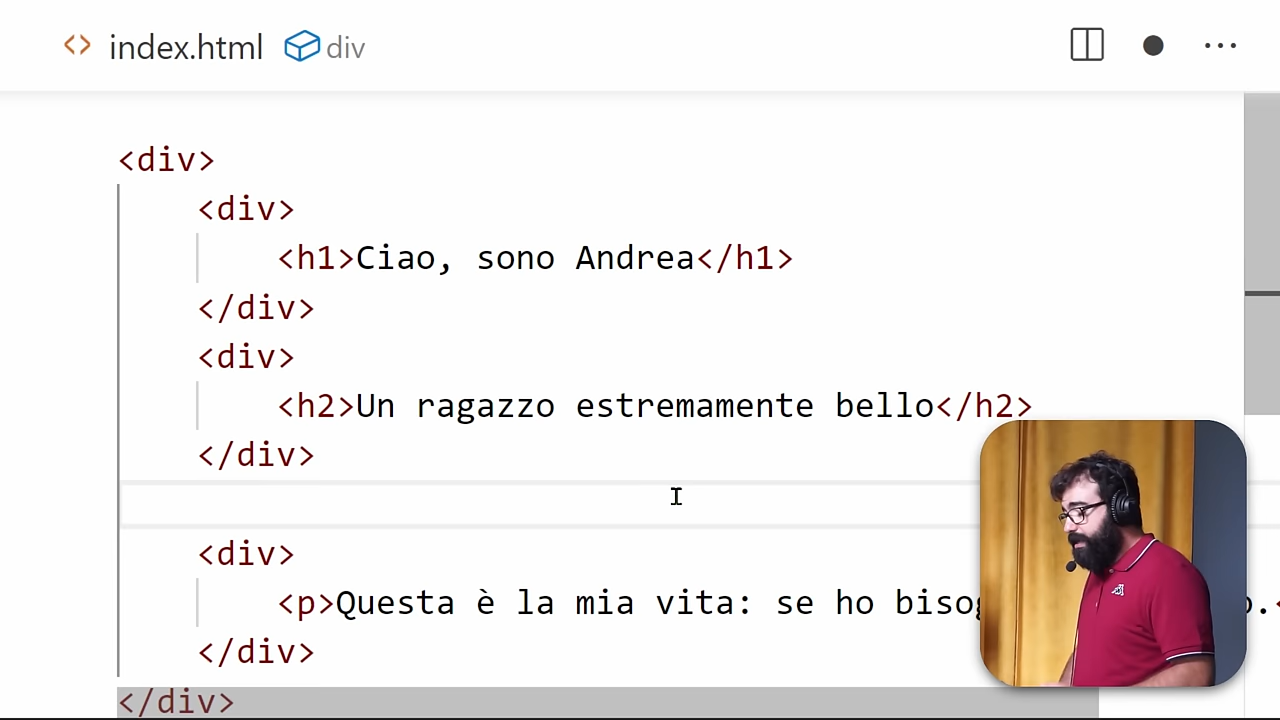 index.html div
<div>
<div>
<h1>Ciao, sono Andrea</h1>
</div>
<div>
<h2>Un ragazzo estremamente bello</h2>
</div>
<div>
<p>Questa è la mia vita: se ho
</div>
</div>